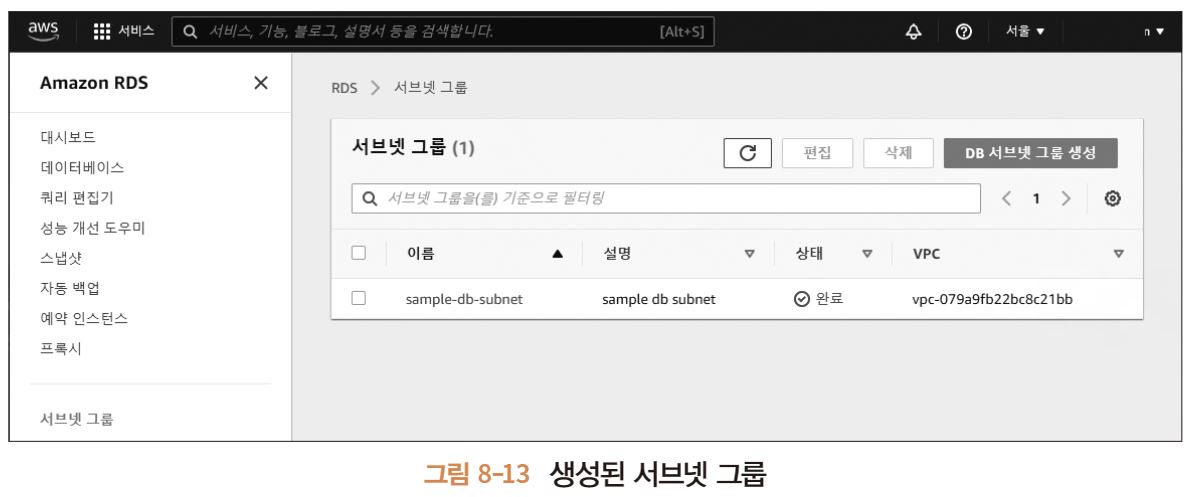 aws 서비스 서비스, 기능, 블로그, 설명서 등을 검색합니다. [Alt+S] 서울 ▼ n ▼
Amazon RDS
대시보드
데이터베이스
쿼리 편집기
성능 개선 도우미
스냅샷
자동 백업
예약 인스턴스
프록시
서브넷 그룹
RDS > 서브넷 그룹
서브넷 그룹 (1) 편집 삭제 DB 서브넷 그룹 생성
서브넷 그룹을(를) 기준으로 필터링 < 1 >
이름 설명 상태 VPC
sample-db-subnet sample db subnet 완료 vpc-079a9fb22bc8c21bb
그림 8-13 생성된 서브넷 그룹